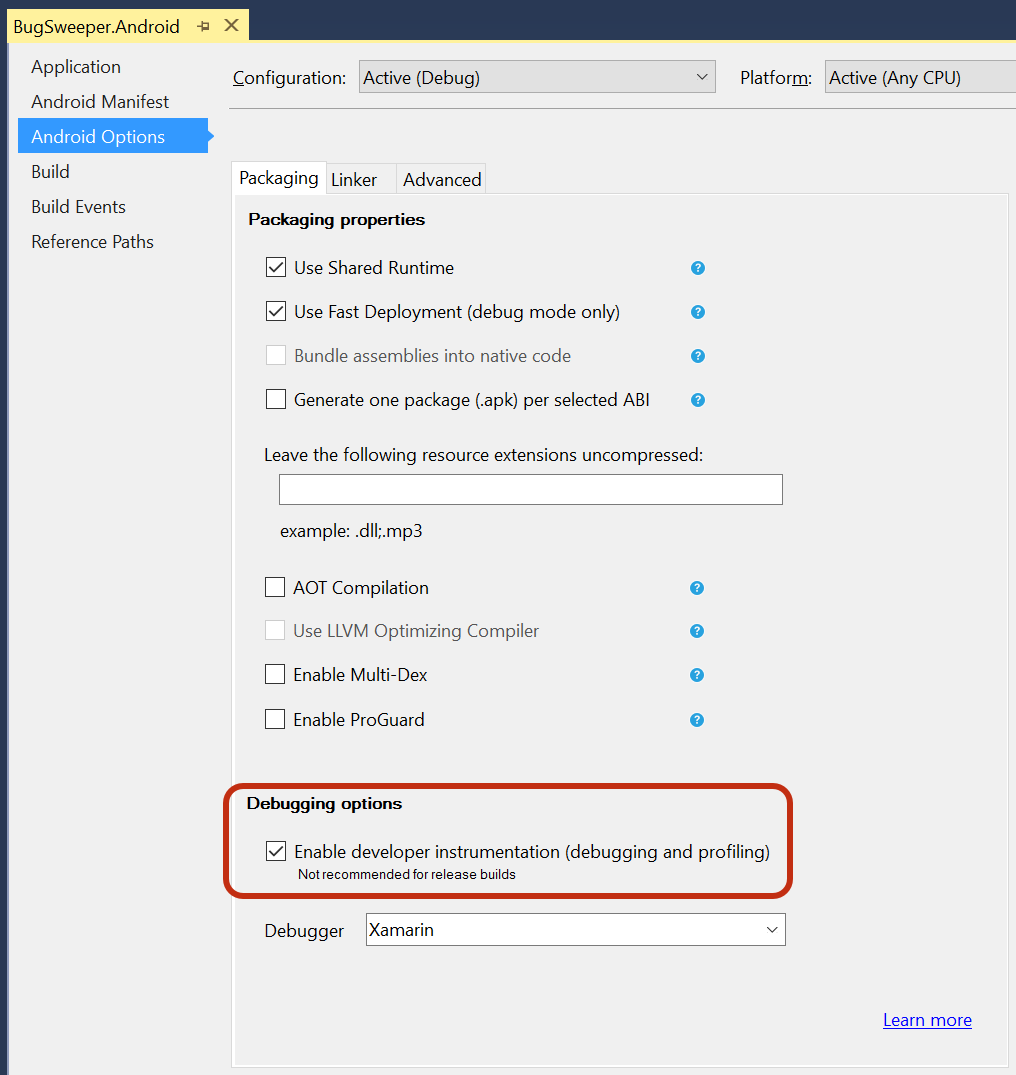 BugSweeper.Android
Application
Android Manifest
Android Options
Build
Build Events
Reference Paths
Configuration: Active (Debug) Platform: Active (Any CPU)
Packaging Linker Advanced
Packaging properties
Use Shared Runtime ?
Use Fast Deployment (debug mode only) ?
Bundle assemblies into native code ?
Generate one package (.apk) per selected ABI ?
Leave the following resource extensions uncompressed:
example: .dll;.mp3
AOT Compilation ?
Use LLVM Optimizing Compiler ?
Enable Multi-Dex ?
Enable ProGuard ?
Debugging options
Enable developer instrumentation (debugging and profiling)
Not recommended for release builds
Debugger Xamarin
Learn more